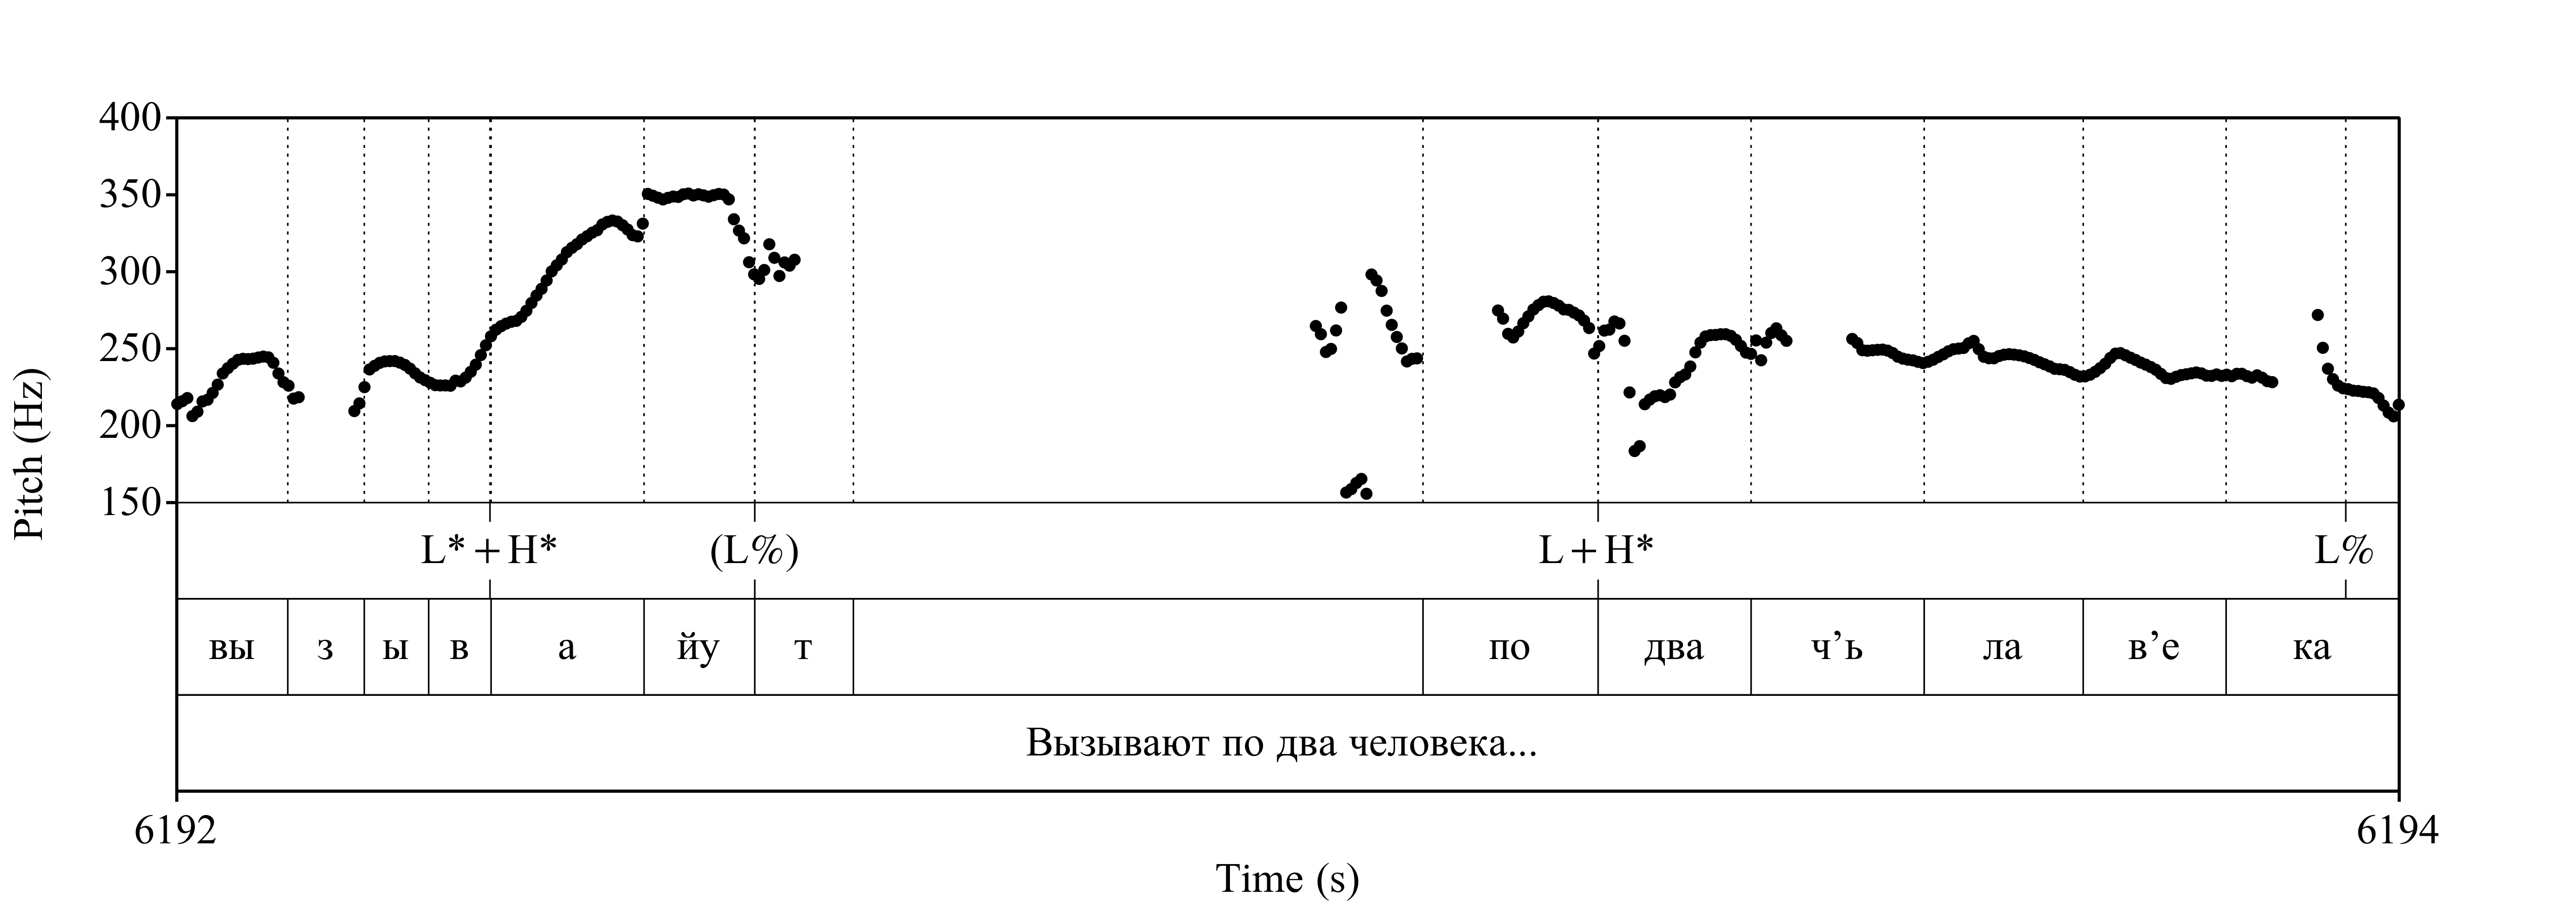 400
350
300
250
200
150
Pitch (Hz)
L* + H* (L%) L + H* L%
вы з ы в а йу т по два ч’ь ла в’е ка
Вызывают по два человека...
6192 6194
Time (s)